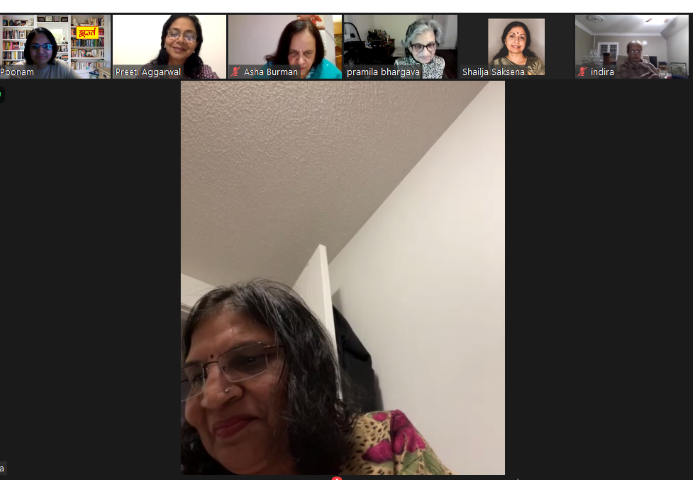 Poonam
Preeti Aggarwal
Asha Burman
pramila bhargava
Shailja Saksena
indira
a